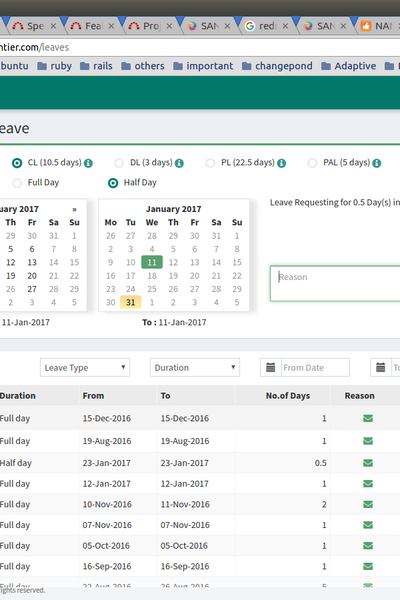 Spe Feat Proj SAN redr SAN NAN
ntier.com/leaves
buntu ruby rails others important changepond Adaptive
eave
CL (10.5 days) DL (3 days) PL (22.5 days) PAL (5 days)
Full Day Half Day
Leave Requesting for 0.5 Day(s) in
uary 2017 » January 2017
Th Fr Sa Su Mo Tu We Th Fr Sa Su
29 30 31 1 26 27 28 29 30 31 1
5 6 7 8 2 3 4 5 6 7 8
12 13 14 15 9 10 11 12 13 14 15
19 20 21 22 16 17 18 19 20 21 22
26 27 28 29 23 24 25 26 27 28 29
2 3 4 5 30 31 1 2 3 4 5
Reason
11-Jan-2017 To : 11-Jan-2017
Leave Type Duration From Date To
Duration From To No.of Days Reason
Full day 15-Dec-2016 15-Dec-2016 1
Full day 19-Aug-2016 19-Aug-2016 1
Half day 23-Jan-2017 23-Jan-2017 0.5
Full day 12-Jan-2017 12-Jan-2017 1
Full day 10-Nov-2016 11-Nov-2016 2
Full day 07-Nov-2016 07-Nov-2016 1
Full day 05-Oct-2016 05-Oct-2016 1
Full day 16-Sep-2016 16-Sep-2016 1
Full day 22-Aug-2016 26-Aug-2016 5
ights reserved.